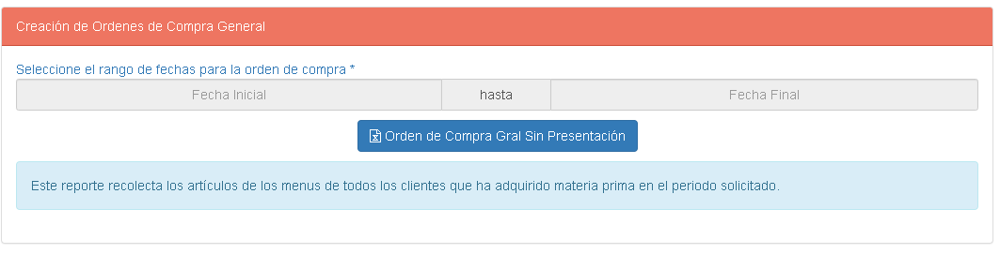 Creación de Ordenes de Compra General
Seleccione el rango de fechas para la orden de compra *
Fecha Inicial hasta Fecha Final
Orden de Compra Gral Sin Presentación
Este reporte recolecta los artículos de los menus de todos los clientes que ha adquirido materia prima en el periodo solicitado.